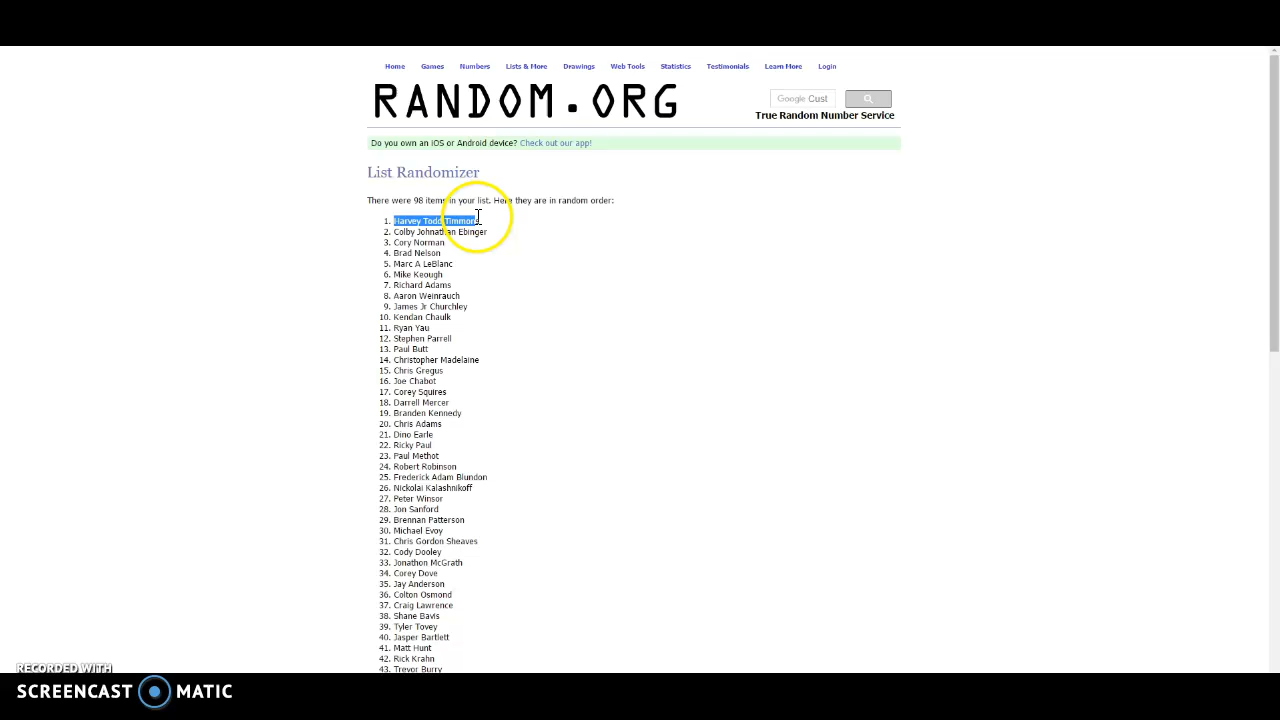 Home Games Numbers Lists & More Drawings Web Tools Statistics Testimonials Learn More Login
RANDOM.ORG
Google Cust
True Random Number Service
Do you own an iOS or Android device? Check out our app!
List Randomizer
There were 98 items in your list. Here they are in random order:
1. Harvey Todd Timmons
2. Colby Johnathan Ebinger
3. Cory Norman
4. Brad Nelson
5. Marc A LeBlanc
6. Mike Keough
7. Richard Adams
8. Aaron Weinrauch
9. James Jr Churchley
10. Kendan Chaulk
11. Ryan Yau
12. Stephen Parrell
13. Paul Butt
14. Christopher Madelaine
15. Chris Gregus
16. Joe Chabot
17. Corey Squires
18. Darrell Mercer
19. Branden Kennedy
20. Chris Adams
21. Dino Earle
22. Ricky Paul
23. Paul Methot
24. Robert Robinson
25. Frederick Adam Blundon
26. Nickolai Kalashnikoff
27. Peter Winsor
28. Jon Sanford
29. Brennan Patterson
30. Michael Evoy
31. Chris Gordon Sheaves
32. Cody Dooley
33. Jonathon McGrath
34. Corey Dove
35. Jay Anderson
36. Colton Osmond
37. Craig Lawrence
38. Shane Bavis
39. Tyler Tovey
40. Jasper Bartlett
41. Matt Hunt
42. Rick Krahn
43. Trevor Burry
RECORDED WITH
SCREENCAST MATIC